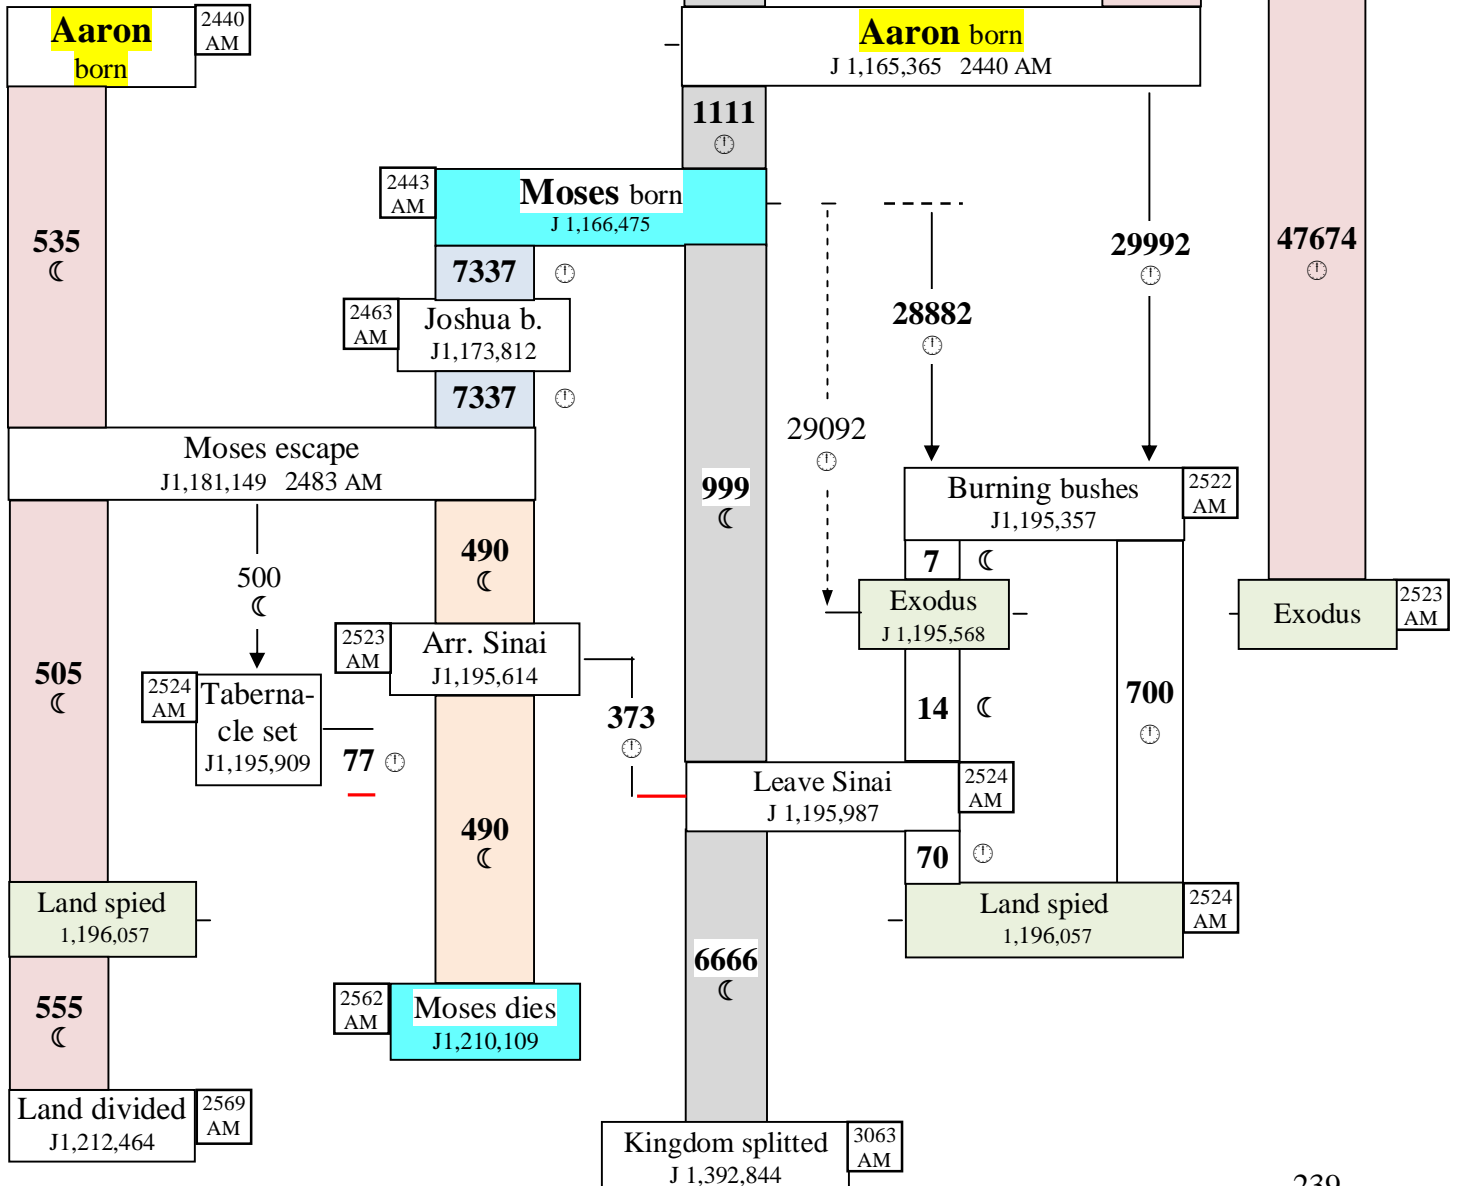 Aaron
born
2440
AM
Aaron born
J 1,165,365 2440 AM
1111
2443
AM
Moses born
J 1,166,475
535
7337
29992
47674
2463
AM
Joshua b.
J1,173,812
28882
7337
29092
Moses escape
J1,181,149 2483 AM
999
Burning bushes
J1,195,357
2522
AM
490
7
500
Exodus
J 1,195,568
Exodus
2523
AM
2523
AM
Arr. Sinai
J1,195,614
505
2524
AM
Taberna-
cle set
J1,195,909
77
373
14
700
Leave Sinai
J 1,195,987
2524
AM
490
70
Land spied
1,196,057
Land spied
1,196,057
2524
AM
6666
555
2562
AM
Moses dies
J1,210,109
Land divided
J1,212,464
2569
AM
Kingdom splitted
J 1,392,844
3063
AM
239